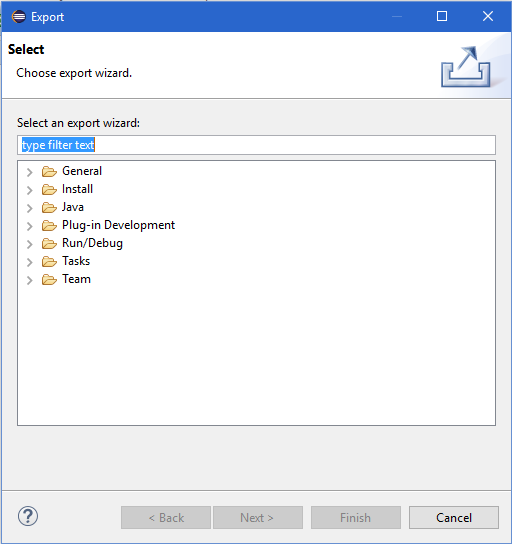 Export
Select
Choose export wizard.
Select an export wizard:
type filter text
General
Install
Java
Plug-in Development
Run/Debug
Tasks
Team
?
< Back Next > Finish Cancel